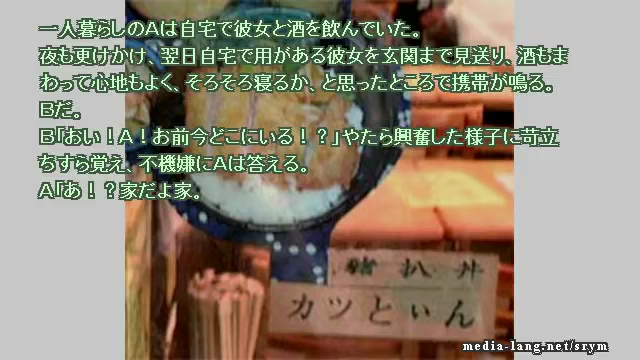 一人暮らしのAは自宅で彼女と酒を飲んでいた。
夜も更けかけ、翌日自宅で用がある彼女を玄関まで見送り、酒もま
わって心地もよく、そろそろ寝るか、と思ったところで携帯が鳴る。
Bだ。
B「おい!A!お前今どこにいる!?」やたら興奮した様子に苛立
ちすら覚え、不機嫌にAは答える。
A「あ!?家だよ家。
猪扒丼
カツとぃん
media-lang.net/srym